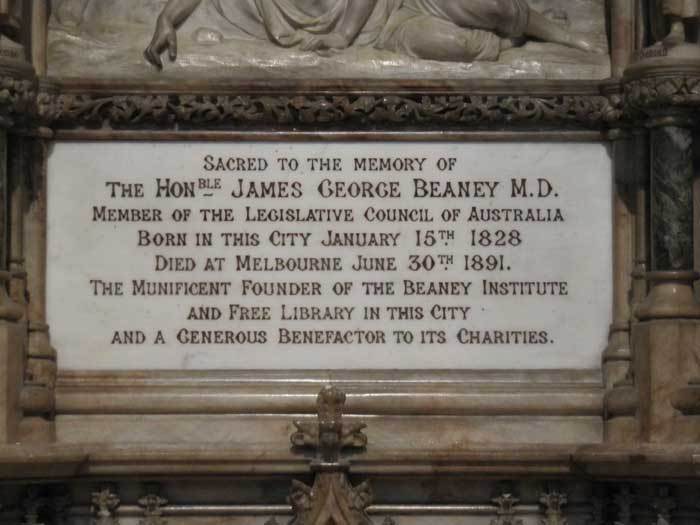 Sacred to the memory of
The Honble James George Beaney M.D.
Member of the Legislative Council of Australia
Born in this City January 15th 1828
Died at Melbourne June 30th 1891.
The Munificent Founder of the Beaney Institute
and Free Library in this City
and a Generous Benefactor to its Charities.